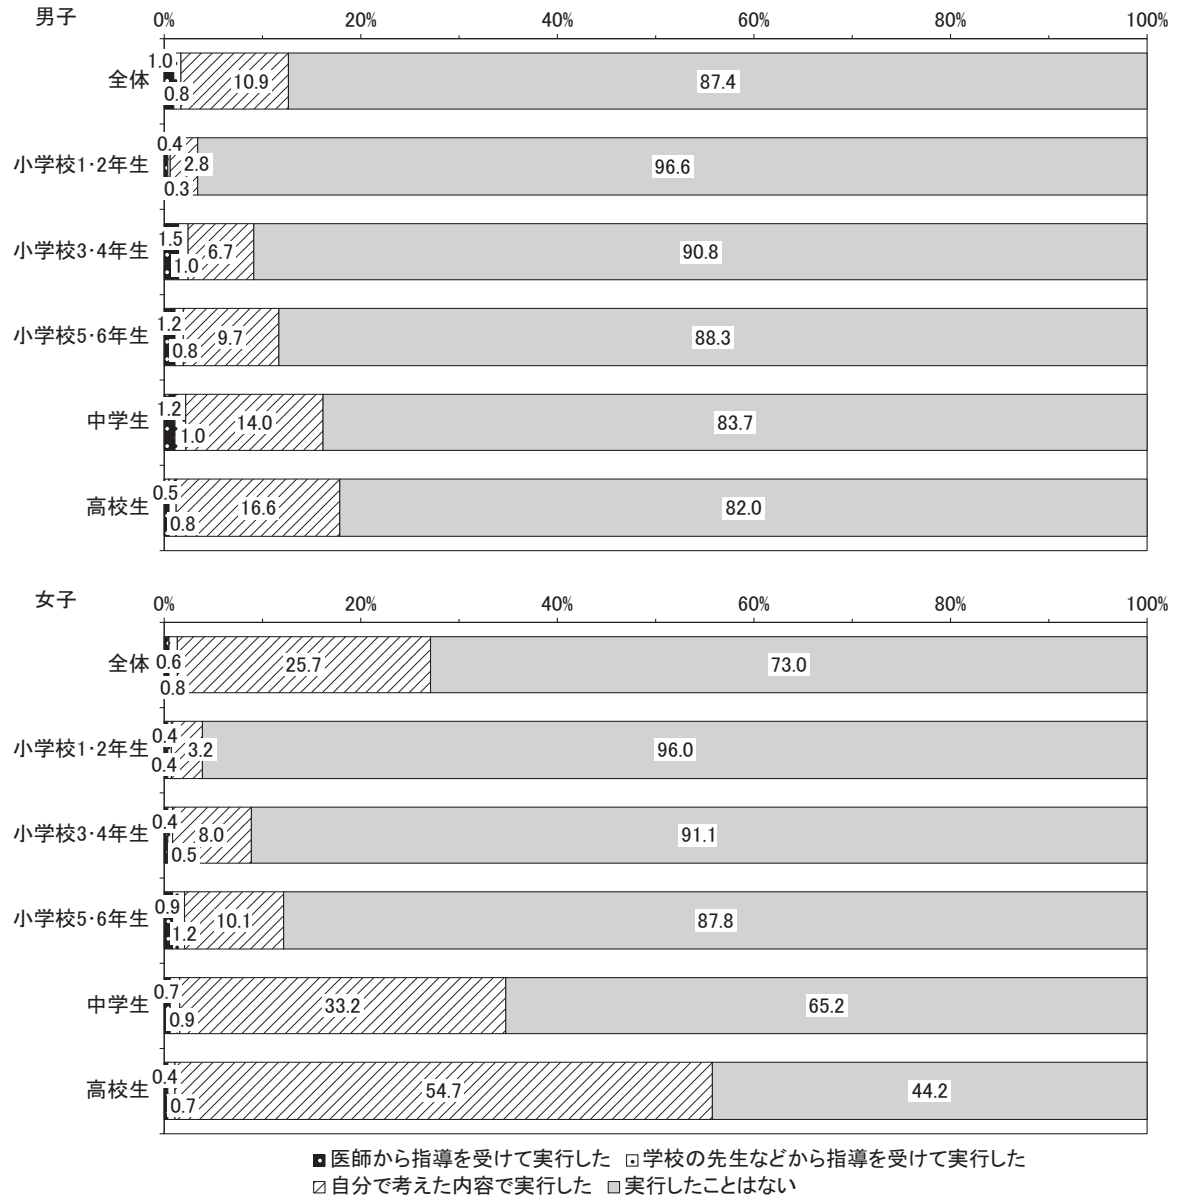 男子
0% 20% 40% 60% 80% 100%
全体 1.0 0.8 10.9 87.4
小学校1・2年生 0.4 0.3 2.8 96.6
小学校3・4年生 1.5 1.0 6.7 90.8
小学校5・6年生 1.2 0.8 9.7 88.3
中学生 1.2 1.0 14.0 83.7
高校生 0.5 0.8 16.6 82.0
女子
0% 20% 40% 60% 80% 100%
全体 0.6 0.8 25.7 73.0
小学校1・2年生 0.4 0.4 3.2 96.0
小学校3・4年生 0.4 0.5 8.0 91.1
小学校5・6年生 0.9 1.2 10.1 87.8
中学生 0.7 0.9 33.2 65.2
高校生 0.4 0.7 54.7 44.2
医師から指導を受けて実行した 学校の先生などから指導を受けて実行した
自分で考えた内容で実行した 実行したことはない